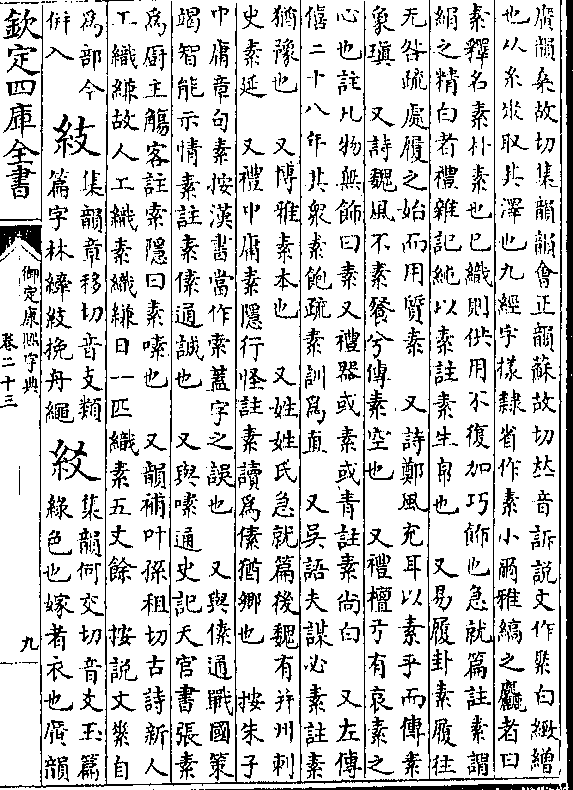 廣韻桑故切集韻韻會正韻蘇故切𠀤音訴説文作𦃃白緻繒
也从糸𠂹取其澤也九經字樣隸省作素小爾雅縞之麤者曰
素釋名素朴素也已織則供用不復加巧飾也急就篇註素謂
絹之精白者禮雜記純以素註素生帛也　又易履卦素履往
无咎疏處履之始而用質素　又詩鄭風充耳以素乎而傳素
象瑱　又詩魏風不素餐兮傳素空也　又禮檀弓有哀素之
心也註凡物無飾曰素又禮器或素或青註素尚白　又左傳
僖二十八年其衆素飽疏素訓爲直　又吳語夫謀必素註素
猶豫也　又博雅素本也　又姓姓氏急就篇後魏有并州刺
史素延　又禮中庸素隱行怪註素讀爲傃猶鄉也　按朱子
中庸章句素按漢書當作索蓋字之誤也　又與傃通戰國策
竭智能示情素註素傃通誠也　又與嗉通史記天官書張素
爲廚主觴客註索隱曰素嗉也　又韻補叶孫租切古詩新人
工織縑故人工織素織縑日一匹織素五丈餘　按説文𦃃自
爲部今
倂入
紁
集韻章移切音支類
篇字林繂紁挽舟繩
紋
集韻何交切音爻玉篇
綠色也嫁者衣也廣韻
欽定四庫全書
御定康熙字典
卷二十三
九